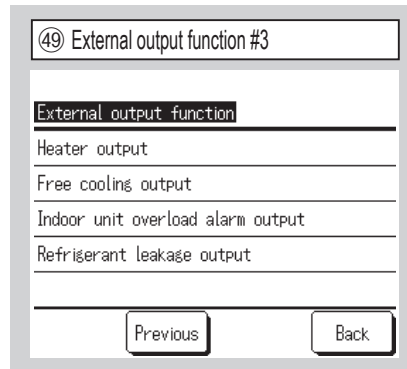 ㊾ External output function #3
External output function
Heater output
Free cooling output
Indoor unit overload alarm output
Refrigerant leakage output
Previous Back